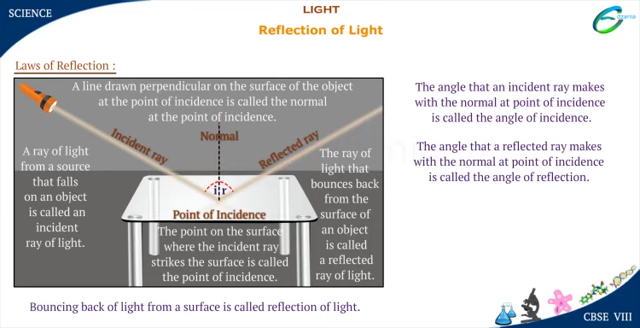 SCIENCE
LIGHT
Reflection of Light
Laws of Reflection :
A line drawn perpendicular on the surface of the object
at the point of incidence is called the normal
at the point of incidence.
Incident ray
Normal
Reflected ray
A ray of light
from a source
that falls
on an object
is called an
incident
ray of light.
i r
Point of Incidence
The point on the surface
where the incident ray
strikes the surface is called
the point of incidence.
The ray of
light that
bounces back
from the
surface of
an object
is called
a reflected
ray of light.
The angle that an incident ray makes
with the normal at point of incidence
is called the angle of incidence.
The angle that a reflected ray makes
with the normal at point of incidence
is called the angle of reflection.
Bouncing back of light from a surface is called reflection of light.
CBSE VIII